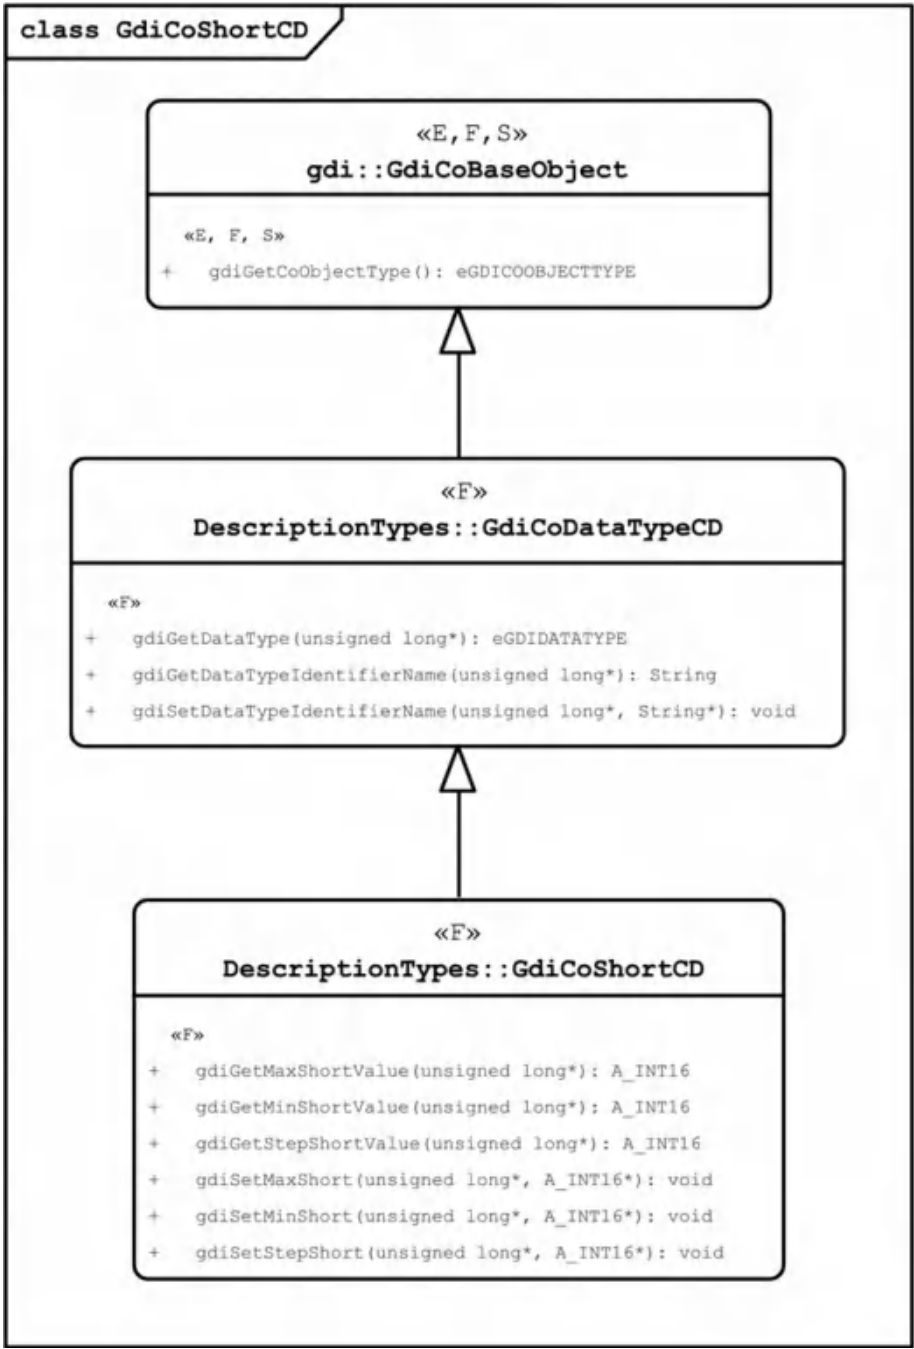 class GdiCoShortCD
«E,F,S»
gdi::GdiCoBaseObject
«E, F, S»
+ gdiGetCoObjectType(): eGDICOOBJECTTYPE
«F»
DescriptionTypes::GdiCoDataTypeCD
«F»
+ gdiGetDataType(unsigned long*): eGDIDATATYPE
+ gdiGetDataTypeIdentifierName(unsigned long*): String
+ gdiSetDataTypeIdentifierName(unsigned long*, String*): void
«F»
DescriptionTypes::GdiCoShortCD
«F»
+ gdiGetMaxShortValue(unsigned long*): A_INT16
+ gdiGetMinShortValue(unsigned long*): A_INT16
+ gdiGetStepShortValue(unsigned long*): A_INT16
+ gdiSetMaxShort(unsigned long*, A_INT16*): void
+ gdiSetMinShort(unsigned long*, A_INT16*): void
+ gdiSetStepShort(unsigned long*, A_INT16*): void